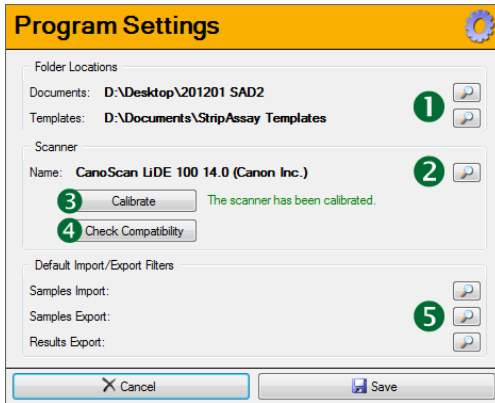 Program Settings
Folder Locations
Documents: D:\Desktop\201201 SAD2
Templates: D:\Documents\StripAssay Templates
1
Scanner
Name: CanoScan LiDE 100 14.0 (Canon Inc.)
2
3 Calibrate The scanner has been calibrated.
4 Check Compatibility
Default Import/Export Filters
Samples Import:
Samples Export:
5
Results Export:
Cancel Save